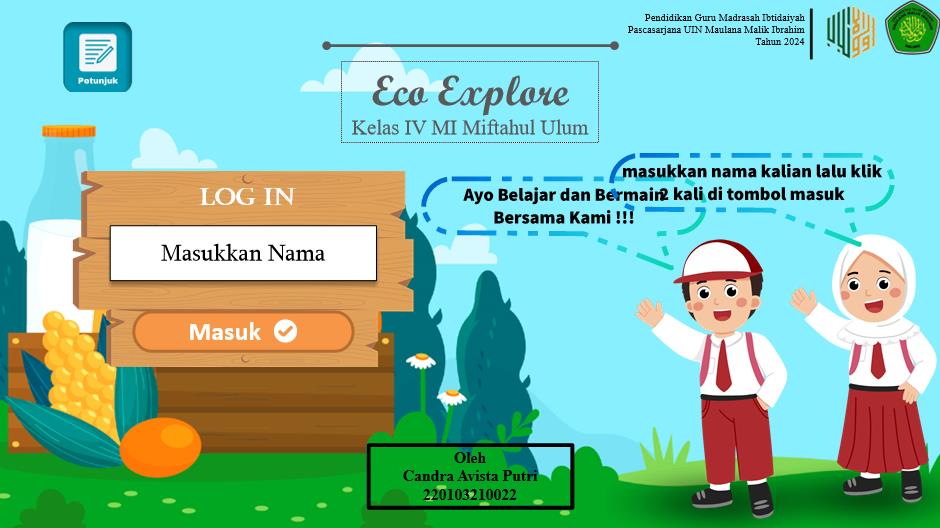 Pendidikan Guru Madrasah Ibtidaiyah
Pascasarjana UIN Maulana Malik Ibrahim
Tahun 2024
Potunjuk
Eco Explore
Kelas IV MI Miftahul Ulum
LOG IN
Masukkan Nama
Masuk
Ayo Belajar dan Bermain
Bersama Kami !!!
masukkan nama kalian lalu klik
2 kali di tombol masuk
Oleh
Candra Avista Putri
220103210022